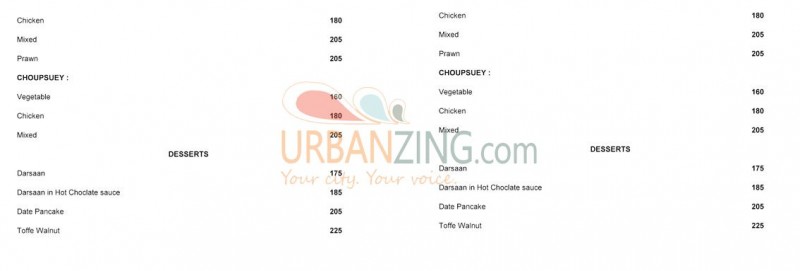 Chicken 180
Mixed 205
Prawn 205
CHOUPSUEY :
Vegetable 160
Chicken 180
Mixed 205
DESSERTS
Darsaan 175
Darsaan in Hot Choclate sauce 185
Date Pancake 205
Toffe Walnut 225
Chicken 180
Mixed 205
Prawn 205
CHOUPSUEY :
Vegetable 160
Chicken 180
Mixed 205
DESSERTS
Darsaan 175
Darsaan in Hot Choclate sauce 185
Date Pancake 205
Toffe Walnut 225
URBANZING.com
Your city. Your voice.